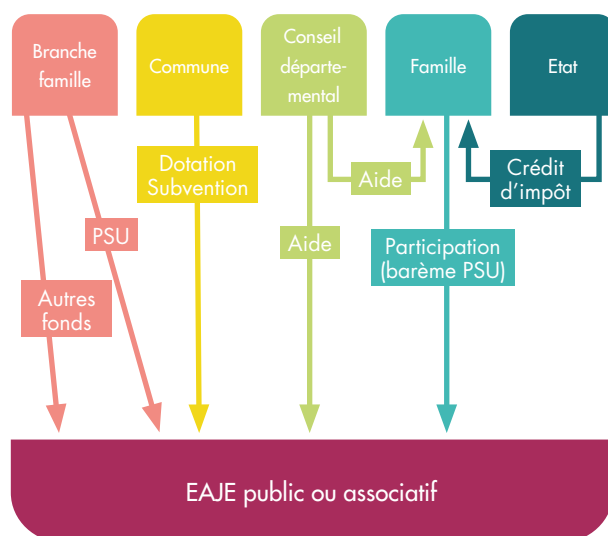 Branche
famille
Commune
Conseil
départe-
mental
Famille
Etat
Dotation
Subvention
Aide
Crédit
d'impôt
PSU
Aide
Participation
(barème PSU)
Autres
fonds
EAJE public ou associatif